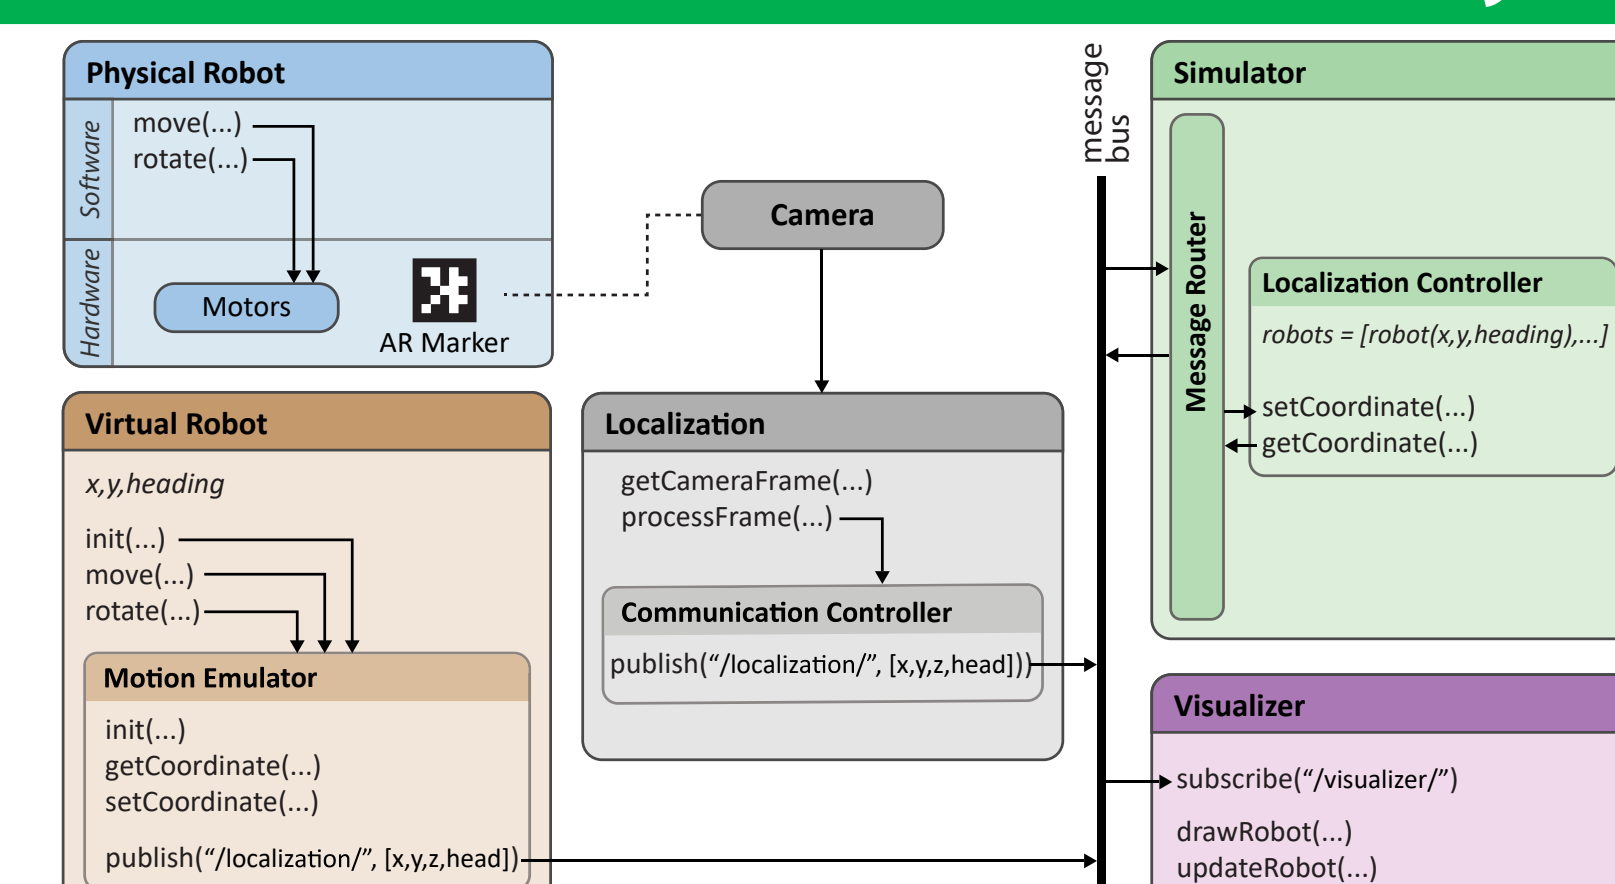 Physical Robot
Software
move(...)
rotate(...)
Hardware
Motors
AR Marker
Camera
Virtual Robot
x,y,heading
init(...)
move(...)
rotate(...)
Motion Emulator
init(...)
getCoordinate(...)
setCoordinate(...)
publish(“/localization/”, [x,y,z,head])
Localization
getCameraFrame(...)
processFrame(...)
Communication Controller
publish(“/localization/”, [x,y,z,head]))
message
bus
Simulator
Message Router
Localization Controller
robots = [robot(x,y,heading),...]
setCoordinate(...)
getCoordinate(...)
Visualizer
subscribe(“/visualizer/”)
drawRobot(...)
updateRobot(...)